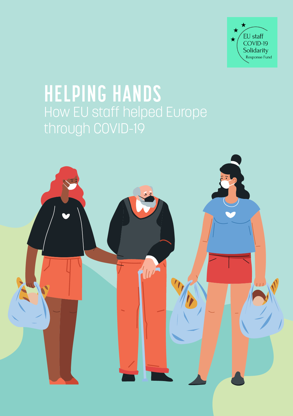 EU staff
COVID-19
Solidarity
Response Fund
HELPING HANDS
How EU staff helped Europe
through COVID-19